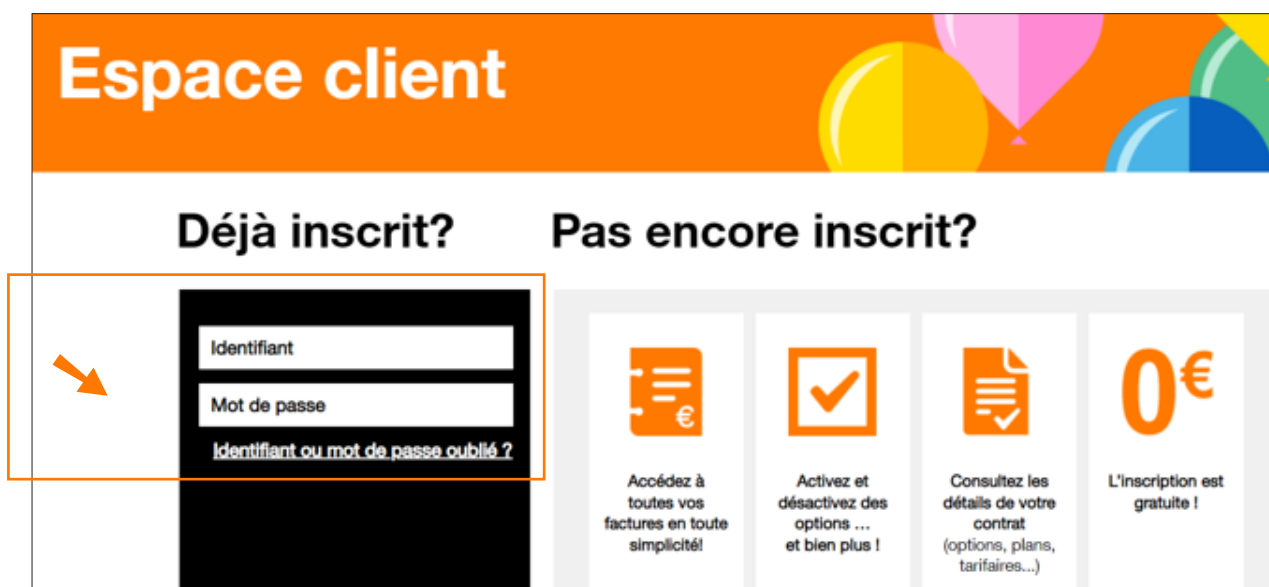 Espace client
Déjà inscrit?
Pas encore inscrit?
Identifiant
Mot de passe
Identifiant ou mot de passe oublié ?
€
Accédez à
toutes vos
factures en toute
simplicité!
Activez et
désactivez des
options ...
et bien plus !
Consultez les
détails de votre
contrat
(options, plans,
tarifaires...)
0€
L'inscription est
gratuite !